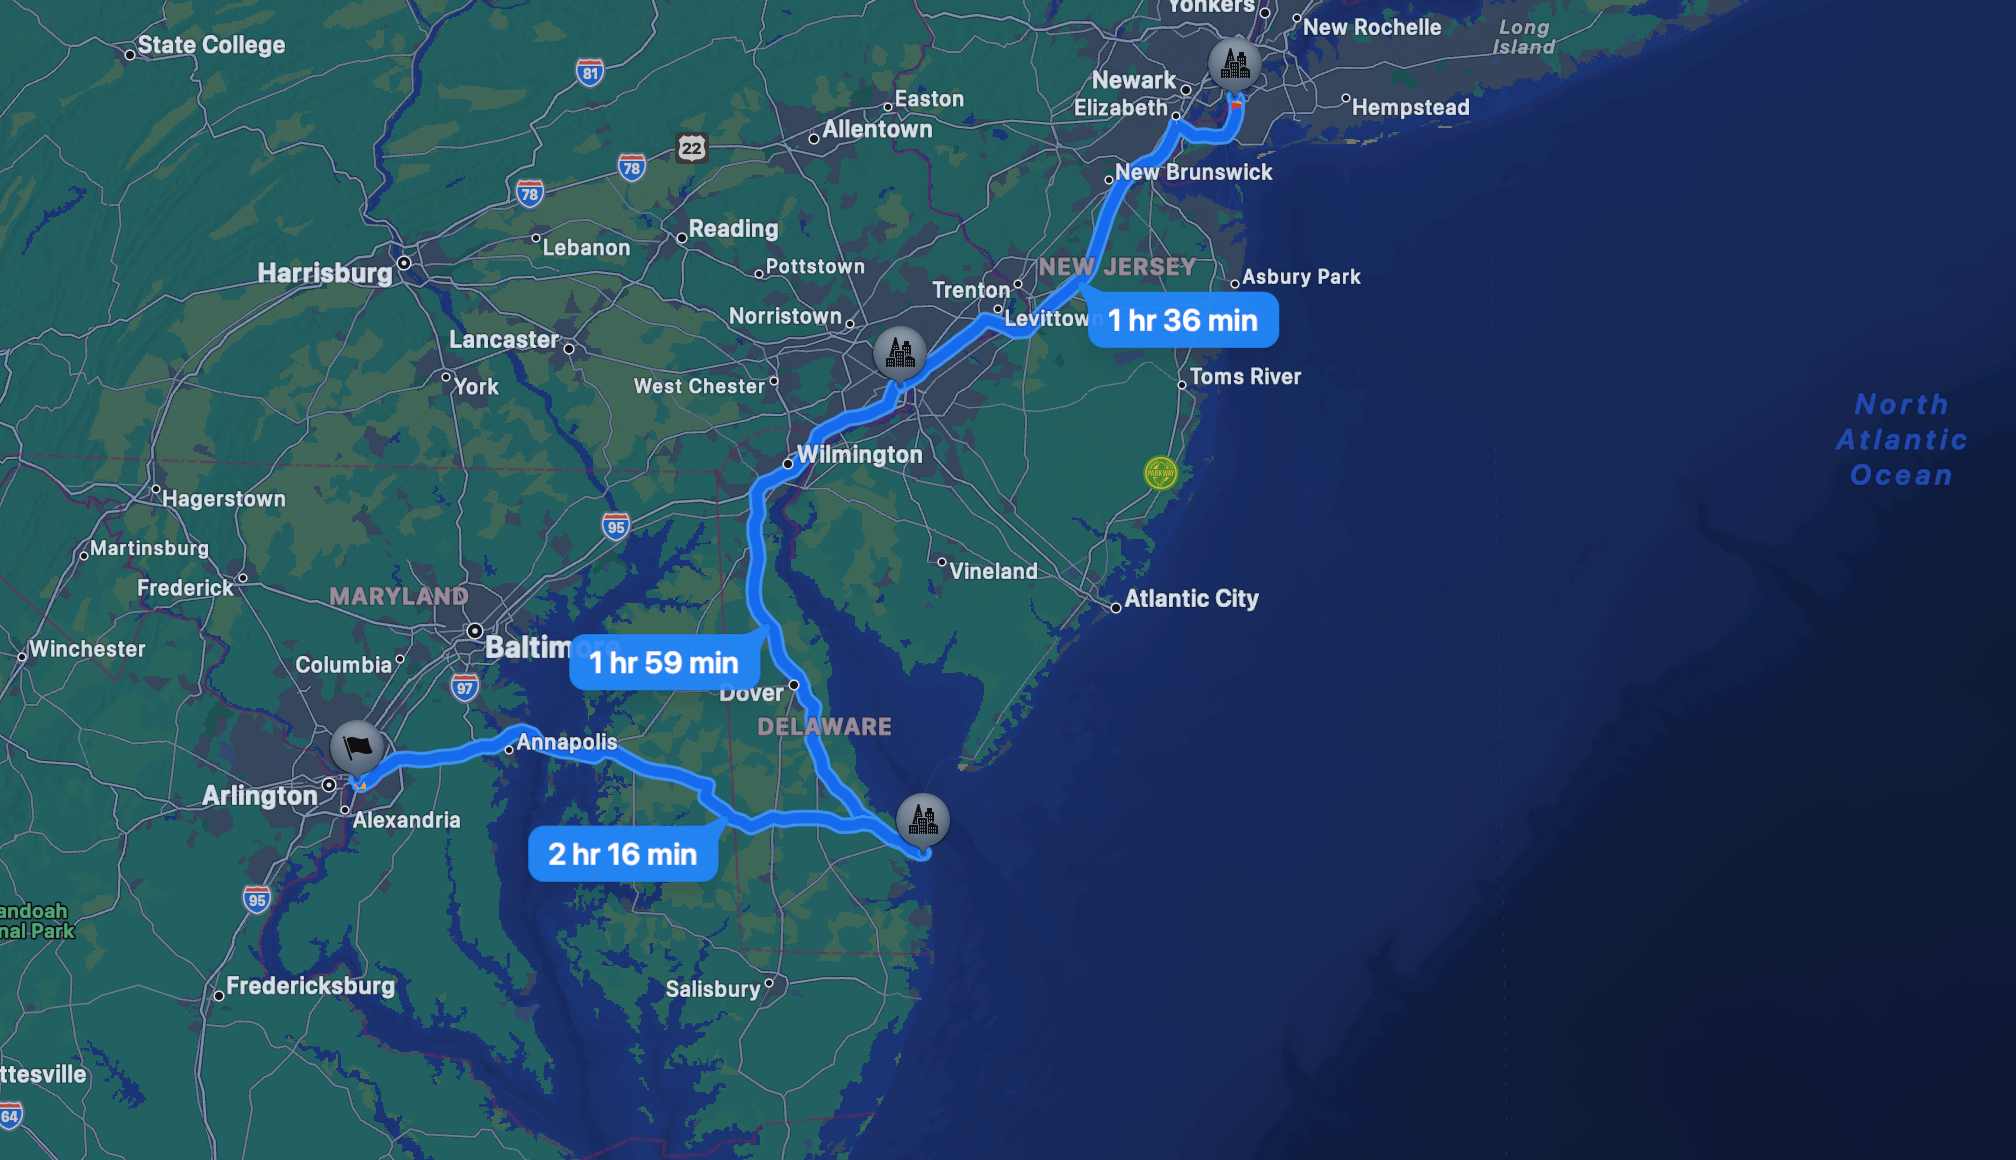 Yonkers
State College
New Rochelle
Long
Island
81
Newark
Easton
Elizabeth
Hempstead
Allentown
22
78
78
New Brunswick
Reading
Lebanon
Pottstown
NEW JERSEY
Harrisburg
Asbury Park
Trenton
Norristown
Levittown
1 hr 36 min
Lancaster
York
West Chester
Toms River
North
Atlantic
Ocean
Wilmington
PARKWAY
Hagerstown
95
Martinsburg
Frederick
Vineland
MARYLAND
Atlantic City
Baltimore
Winchester
Columbia
1 hr 59 min
97
Dover
DELAWARE
Annapolis
Arlington
Alexandria
2 hr 16 min
95
andoah
nal Park
Fredericksburg
Salisbury
ttesville
64